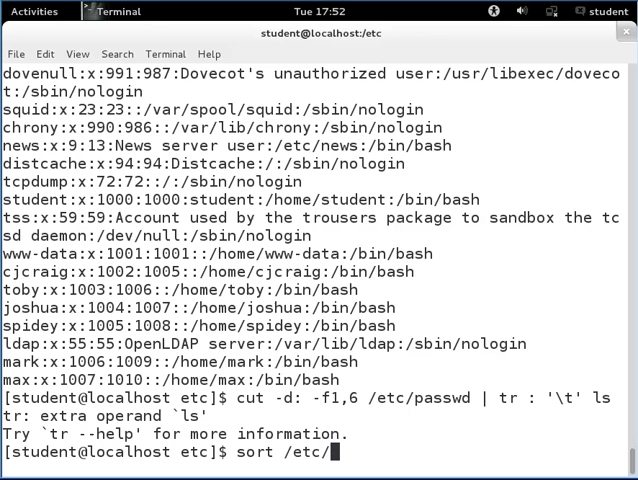 Activities Terminal Tue 17:52 student
student@localhost:/etc ×
File Edit View Search Terminal Help
dovenull:x:991:987:Dovecot's unauthorized user:/usr/libexec/doveco
t:/sbin/nologin
squid:x:23:23::/var/spool/squid:/sbin/nologin
chrony:x:990:986::/var/lib/chrony:/sbin/nologin
news:x:9:13:News server user:/etc/news:/bin/bash
distcache:x:94:94:Distcache:/:/sbin/nologin
tcpdump:x:72:72::/:/sbin/nologin
student:x:1000:1000:student:/home/student:/bin/bash
tss:x:59:59:Account used by the trousers package to sandbox the tc
sd daemon:/dev/null:/sbin/nologin
www-data:x:1001:1001::/home/www-data:/bin/bash
cjcraig:x:1002:1005::/home/cjcraig:/bin/bash
toby:x:1003:1006::/home/toby:/bin/bash
joshua:x:1004:1007::/home/joshua:/bin/bash
spidey:x:1005:1008::/home/spidey:/bin/bash
ldap:x:55:55:OpenLDAP server:/var/lib/ldap:/sbin/nologin
mark:x:1006:1009::/home/mark:/bin/bash
max:x:1007:1010::/home/max:/bin/bash
[student@localhost etc]$ cut -d: -f1,6 /etc/passwd | tr : '\t' ls
tr: extra operand `ls'
Try `tr --help' for more information.
[student@localhost etc]$ sort /etc/